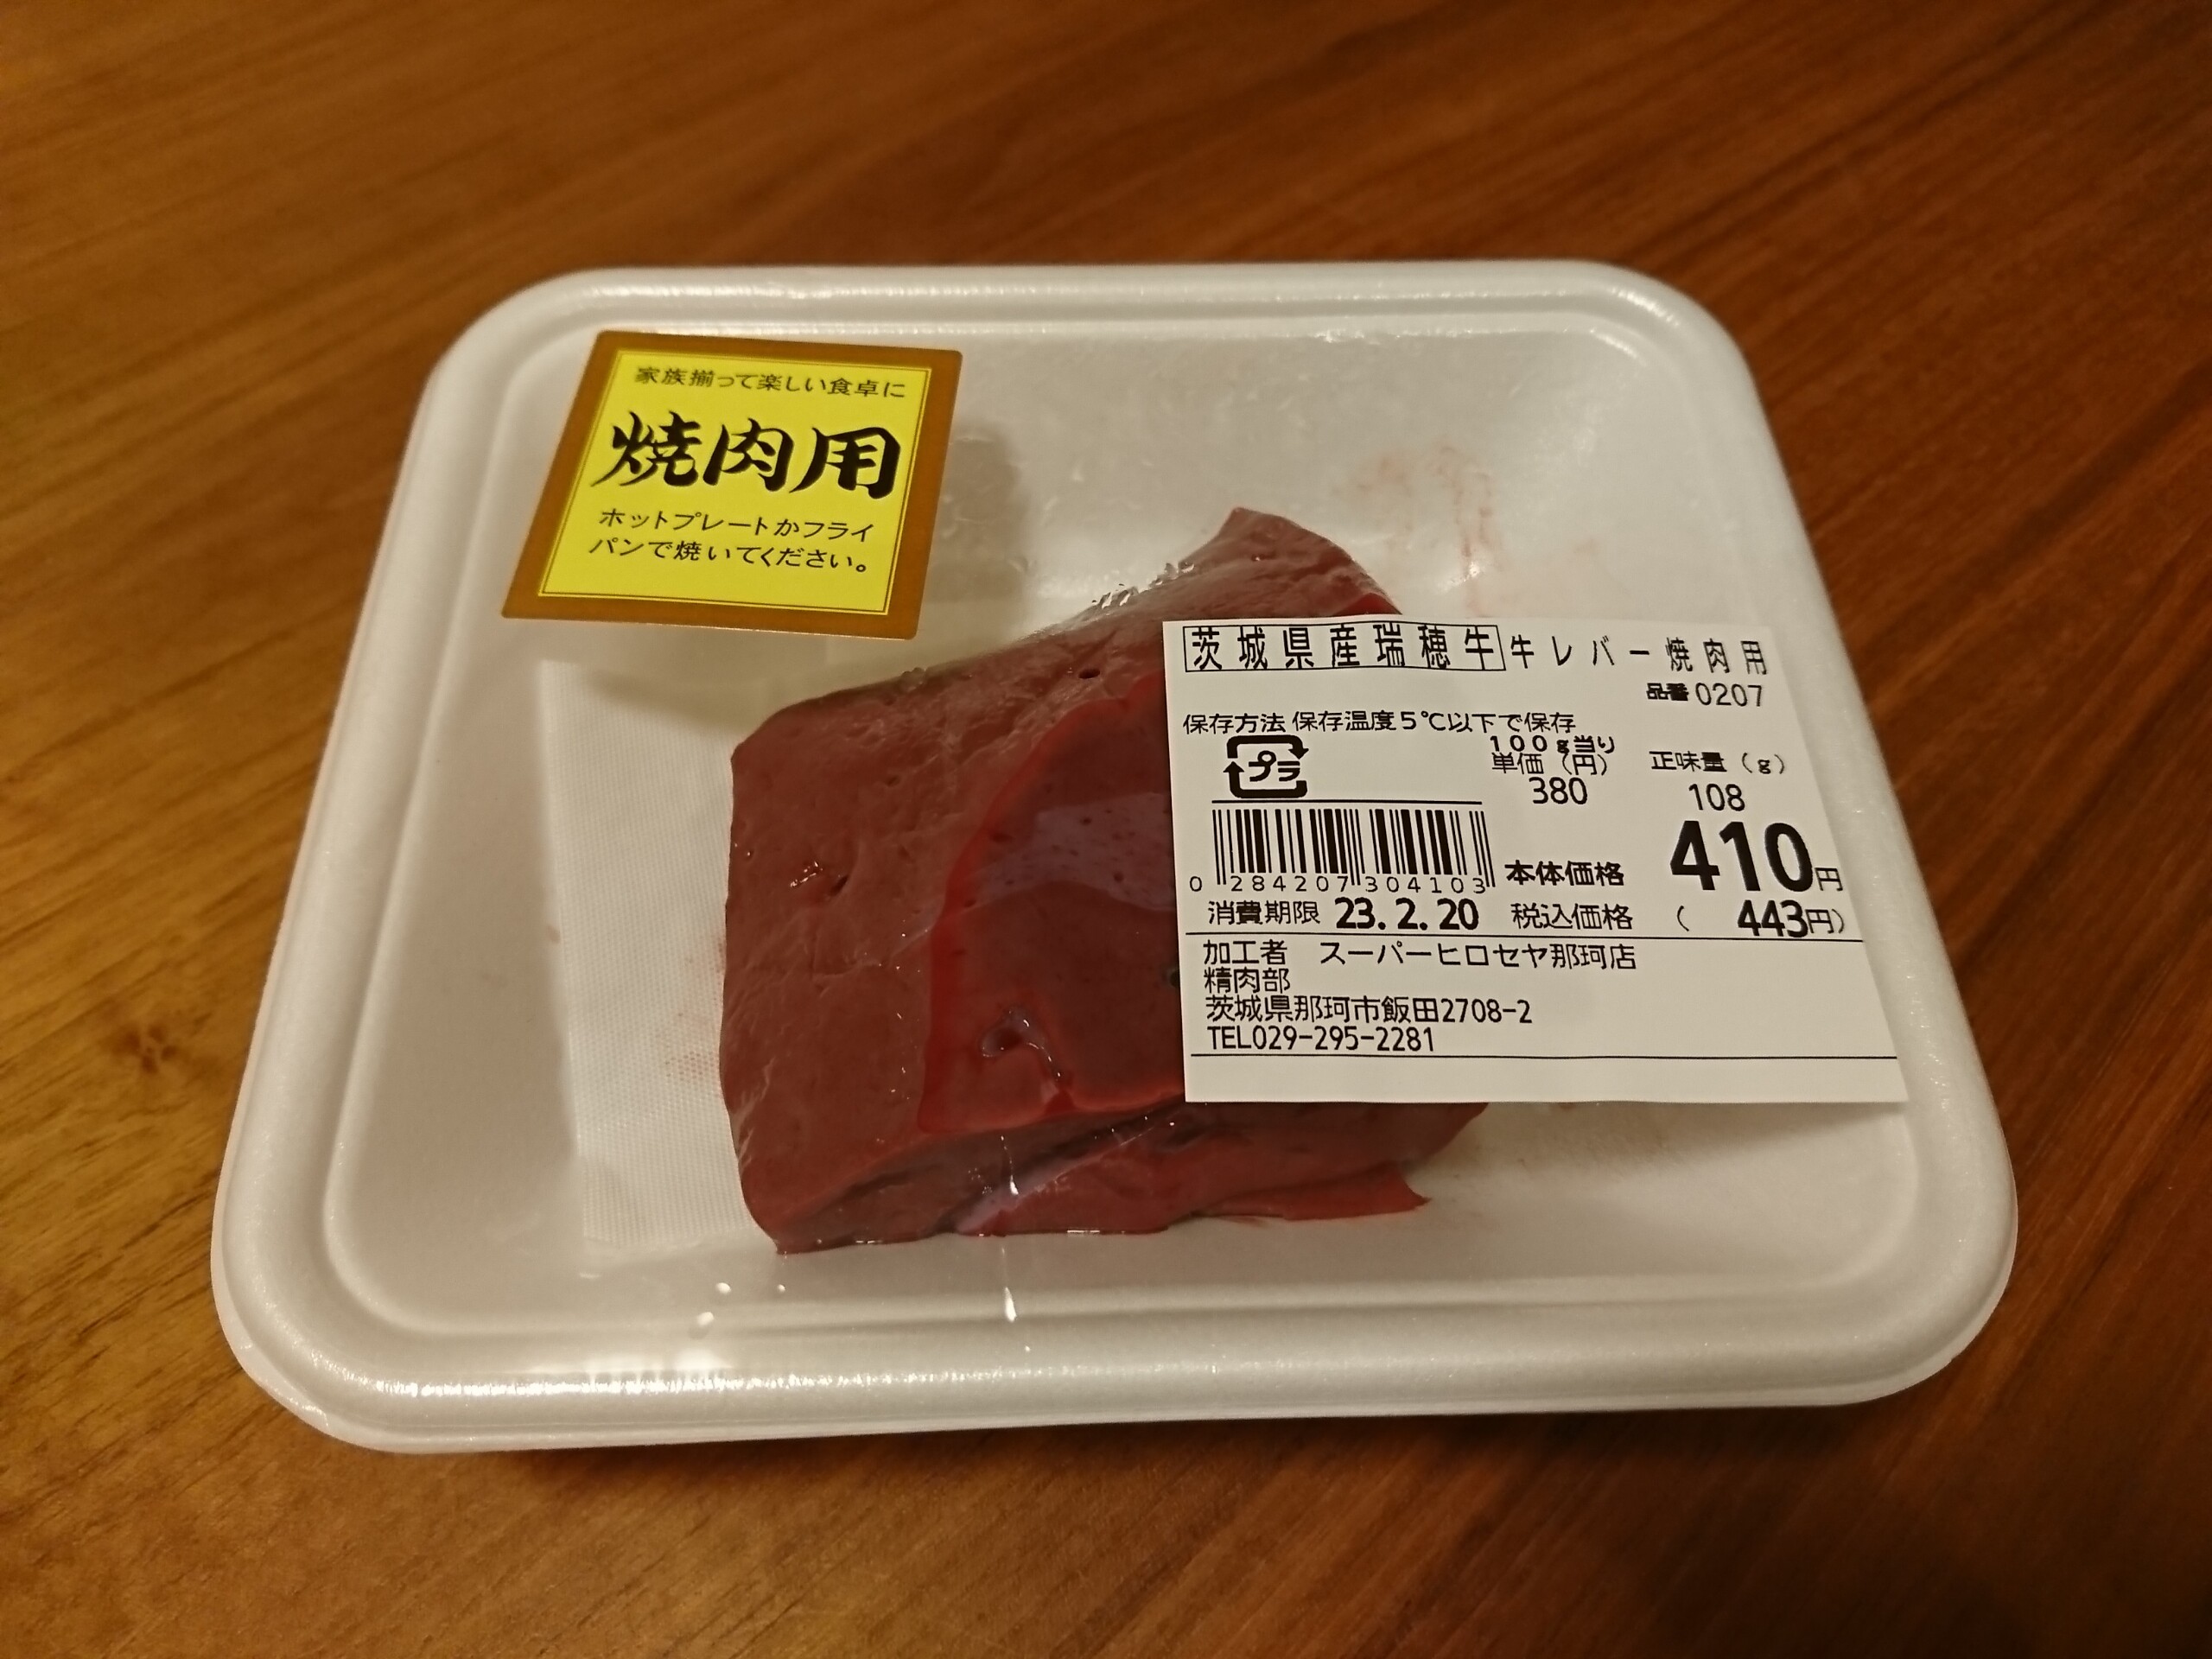 家族揃って楽しい食卓に
焼肉用
ホットプレートかフライ
パンで焼いてください。
茨城県産瑞穂牛牛レバー焼肉用
品番0207
保存方法 保存温度5℃以下で保存
プラ
100g当り
単価(円)
380
正味量(g)
108
0 284207 304103
本体価格 410円
消費期限 23.2.20 税込価格 ( 443円)
加工者 スーパーヒロセヤ那珂店
精肉部
茨城県那珂市飯田2708-2
TEL029-295-2281